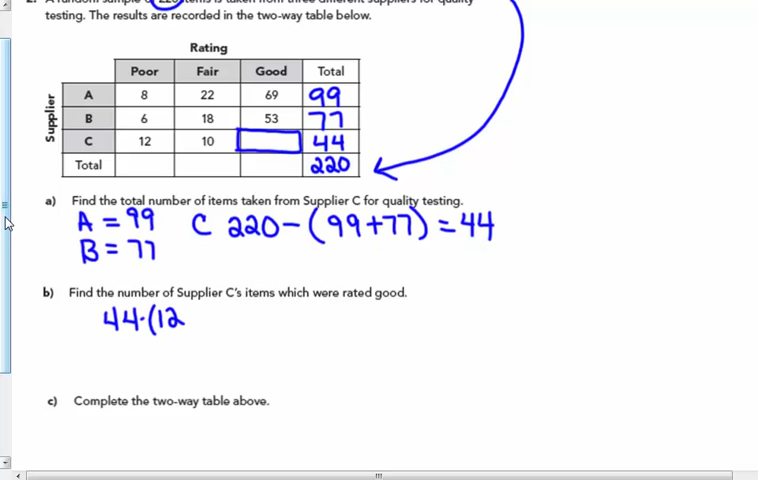 220
testing. The results are recorded in the two-way table below.
Rating
Poor Fair Good Total
Supplier
A 8 22 69 99
B 6 18 53 77
C 12 10 44
Total 220
a) Find the total number of items taken from Supplier C for quality testing.
A = 99 C 220-(99+77) = 44
B = 77
b) Find the number of Supplier C's items which were rated good.
44-(12
c) Complete the two-way table above.